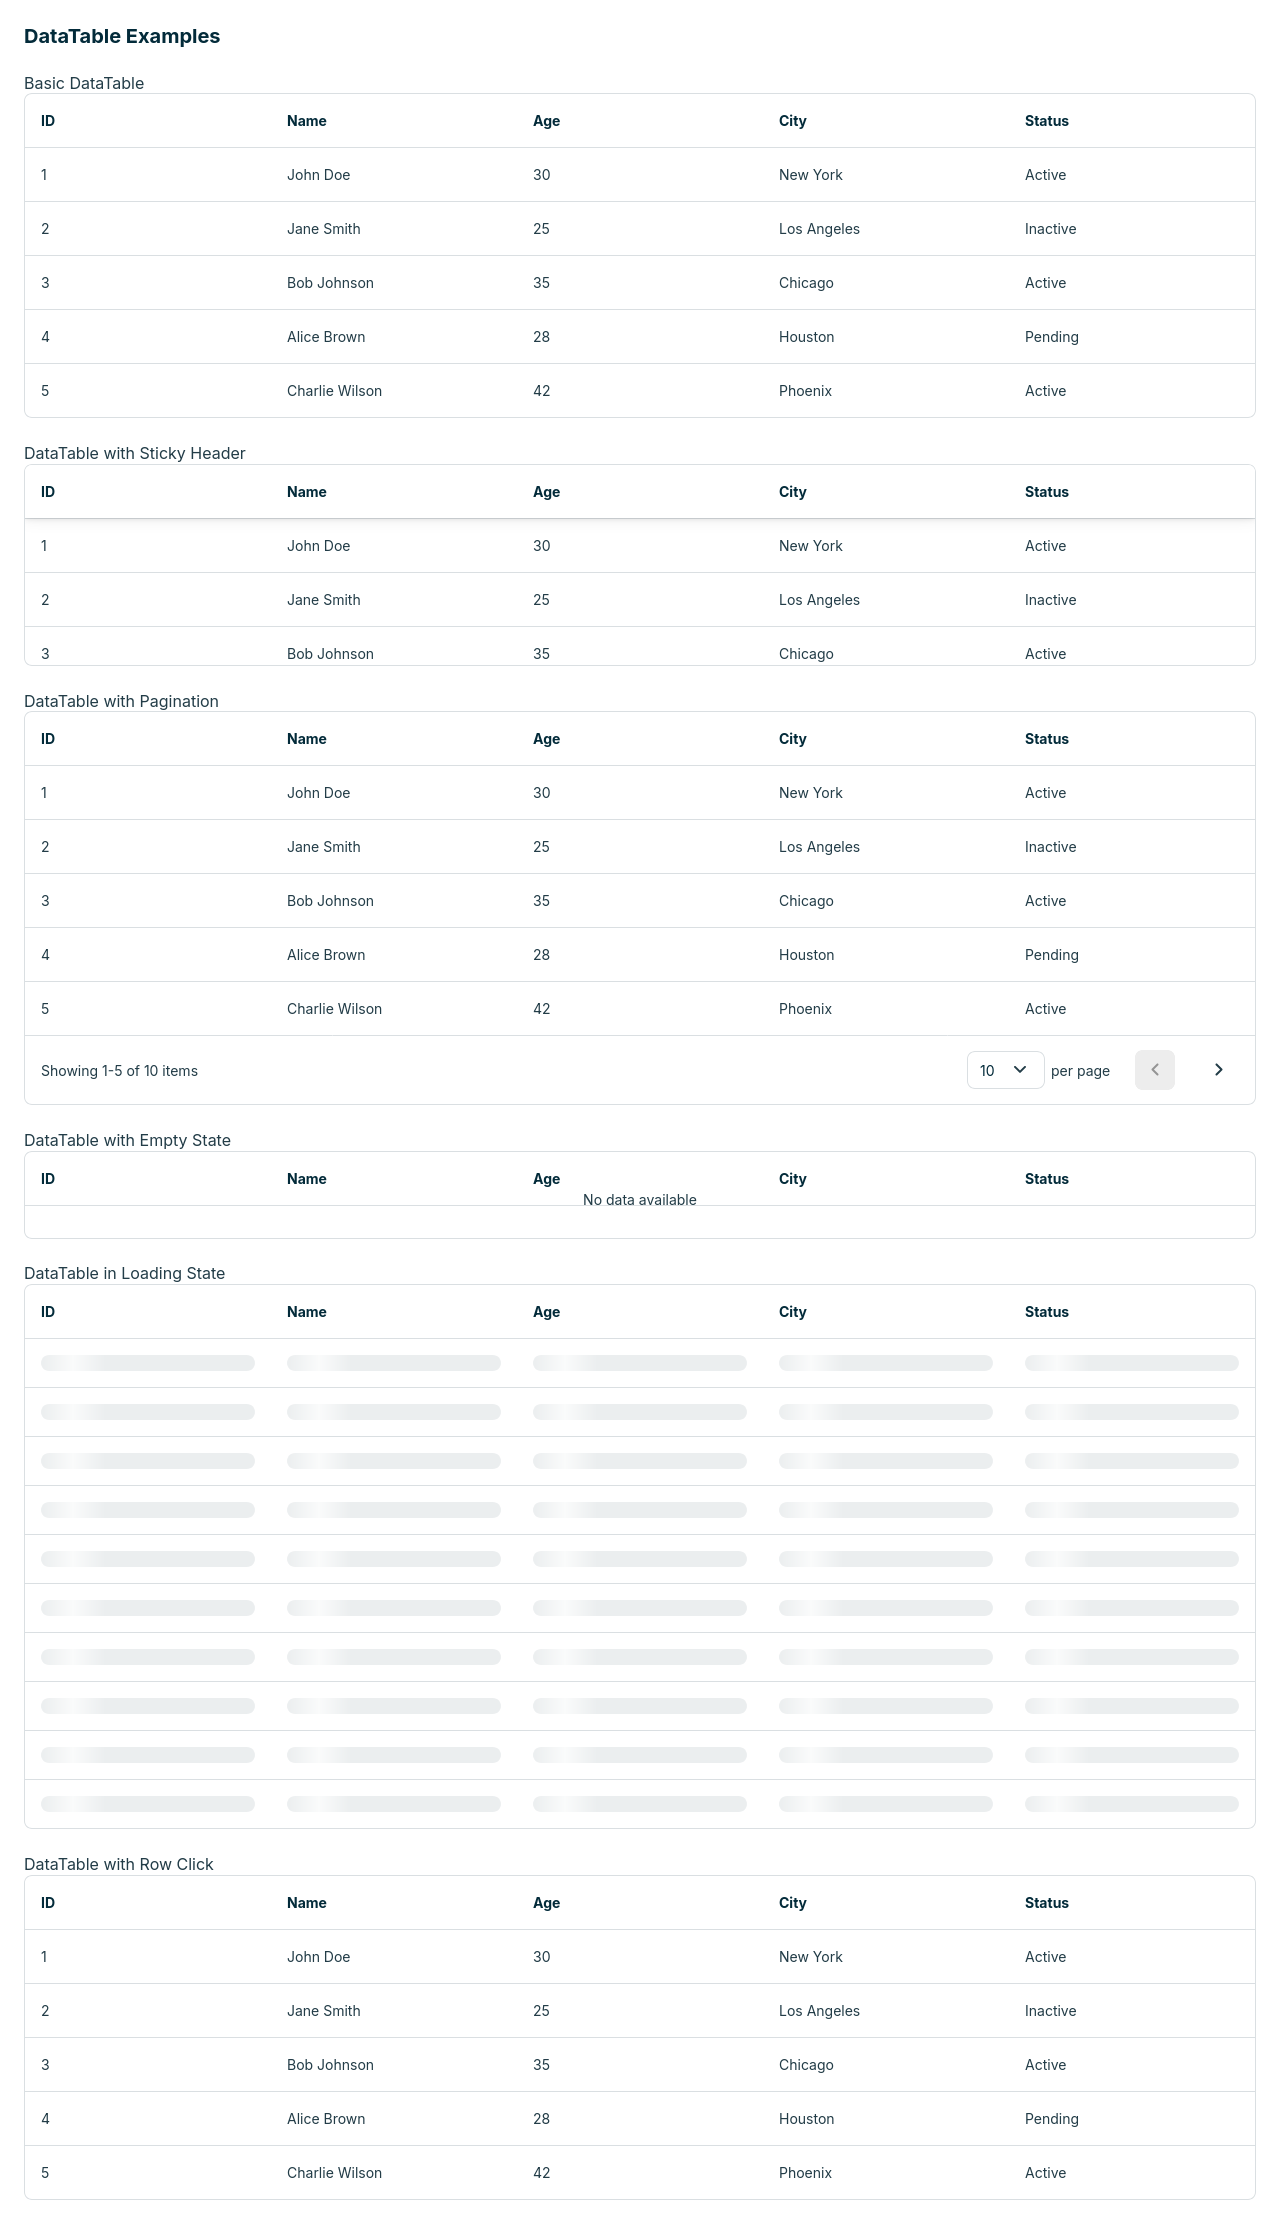 DataTable Examples
Basic DataTable
ID Name Age City Status
1 John Doe 30 New York Active
2 Jane Smith 25 Los Angeles Inactive
3 Bob Johnson 35 Chicago Active
4 Alice Brown 28 Houston Pending
5 Charlie Wilson 42 Phoenix Active
DataTable with Sticky Header
ID Name Age City Status
1 John Doe 30 New York Active
2 Jane Smith 25 Los Angeles Inactive
3 Bob Johnson 35 Chicago Active
DataTable with Pagination
ID Name Age City Status
1 John Doe 30 New York Active
2 Jane Smith 25 Los Angeles Inactive
3 Bob Johnson 35 Chicago Active
4 Alice Brown 28 Houston Pending
5 Charlie Wilson 42 Phoenix Active
Showing 1-5 of 10 items 10 per page
DataTable with Empty State
ID Name Age City Status
No data available
DataTable in Loading State
ID Name Age City Status
DataTable with Row Click
ID Name Age City Status
1 John Doe 30 New York Active
2 Jane Smith 25 Los Angeles Inactive
3 Bob Johnson 35 Chicago Active
4 Alice Brown 28 Houston Pending
5 Charlie Wilson 42 Phoenix Active